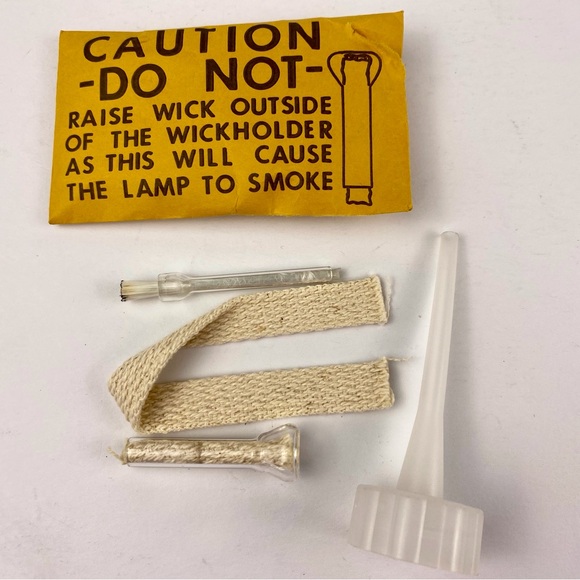 CAUTION
-DO NOT-
RAISE WICK OUTSIDE
OF THE WICKHOLDER
AS THIS WILL CAUSE
THE LAMP TO SMOKE